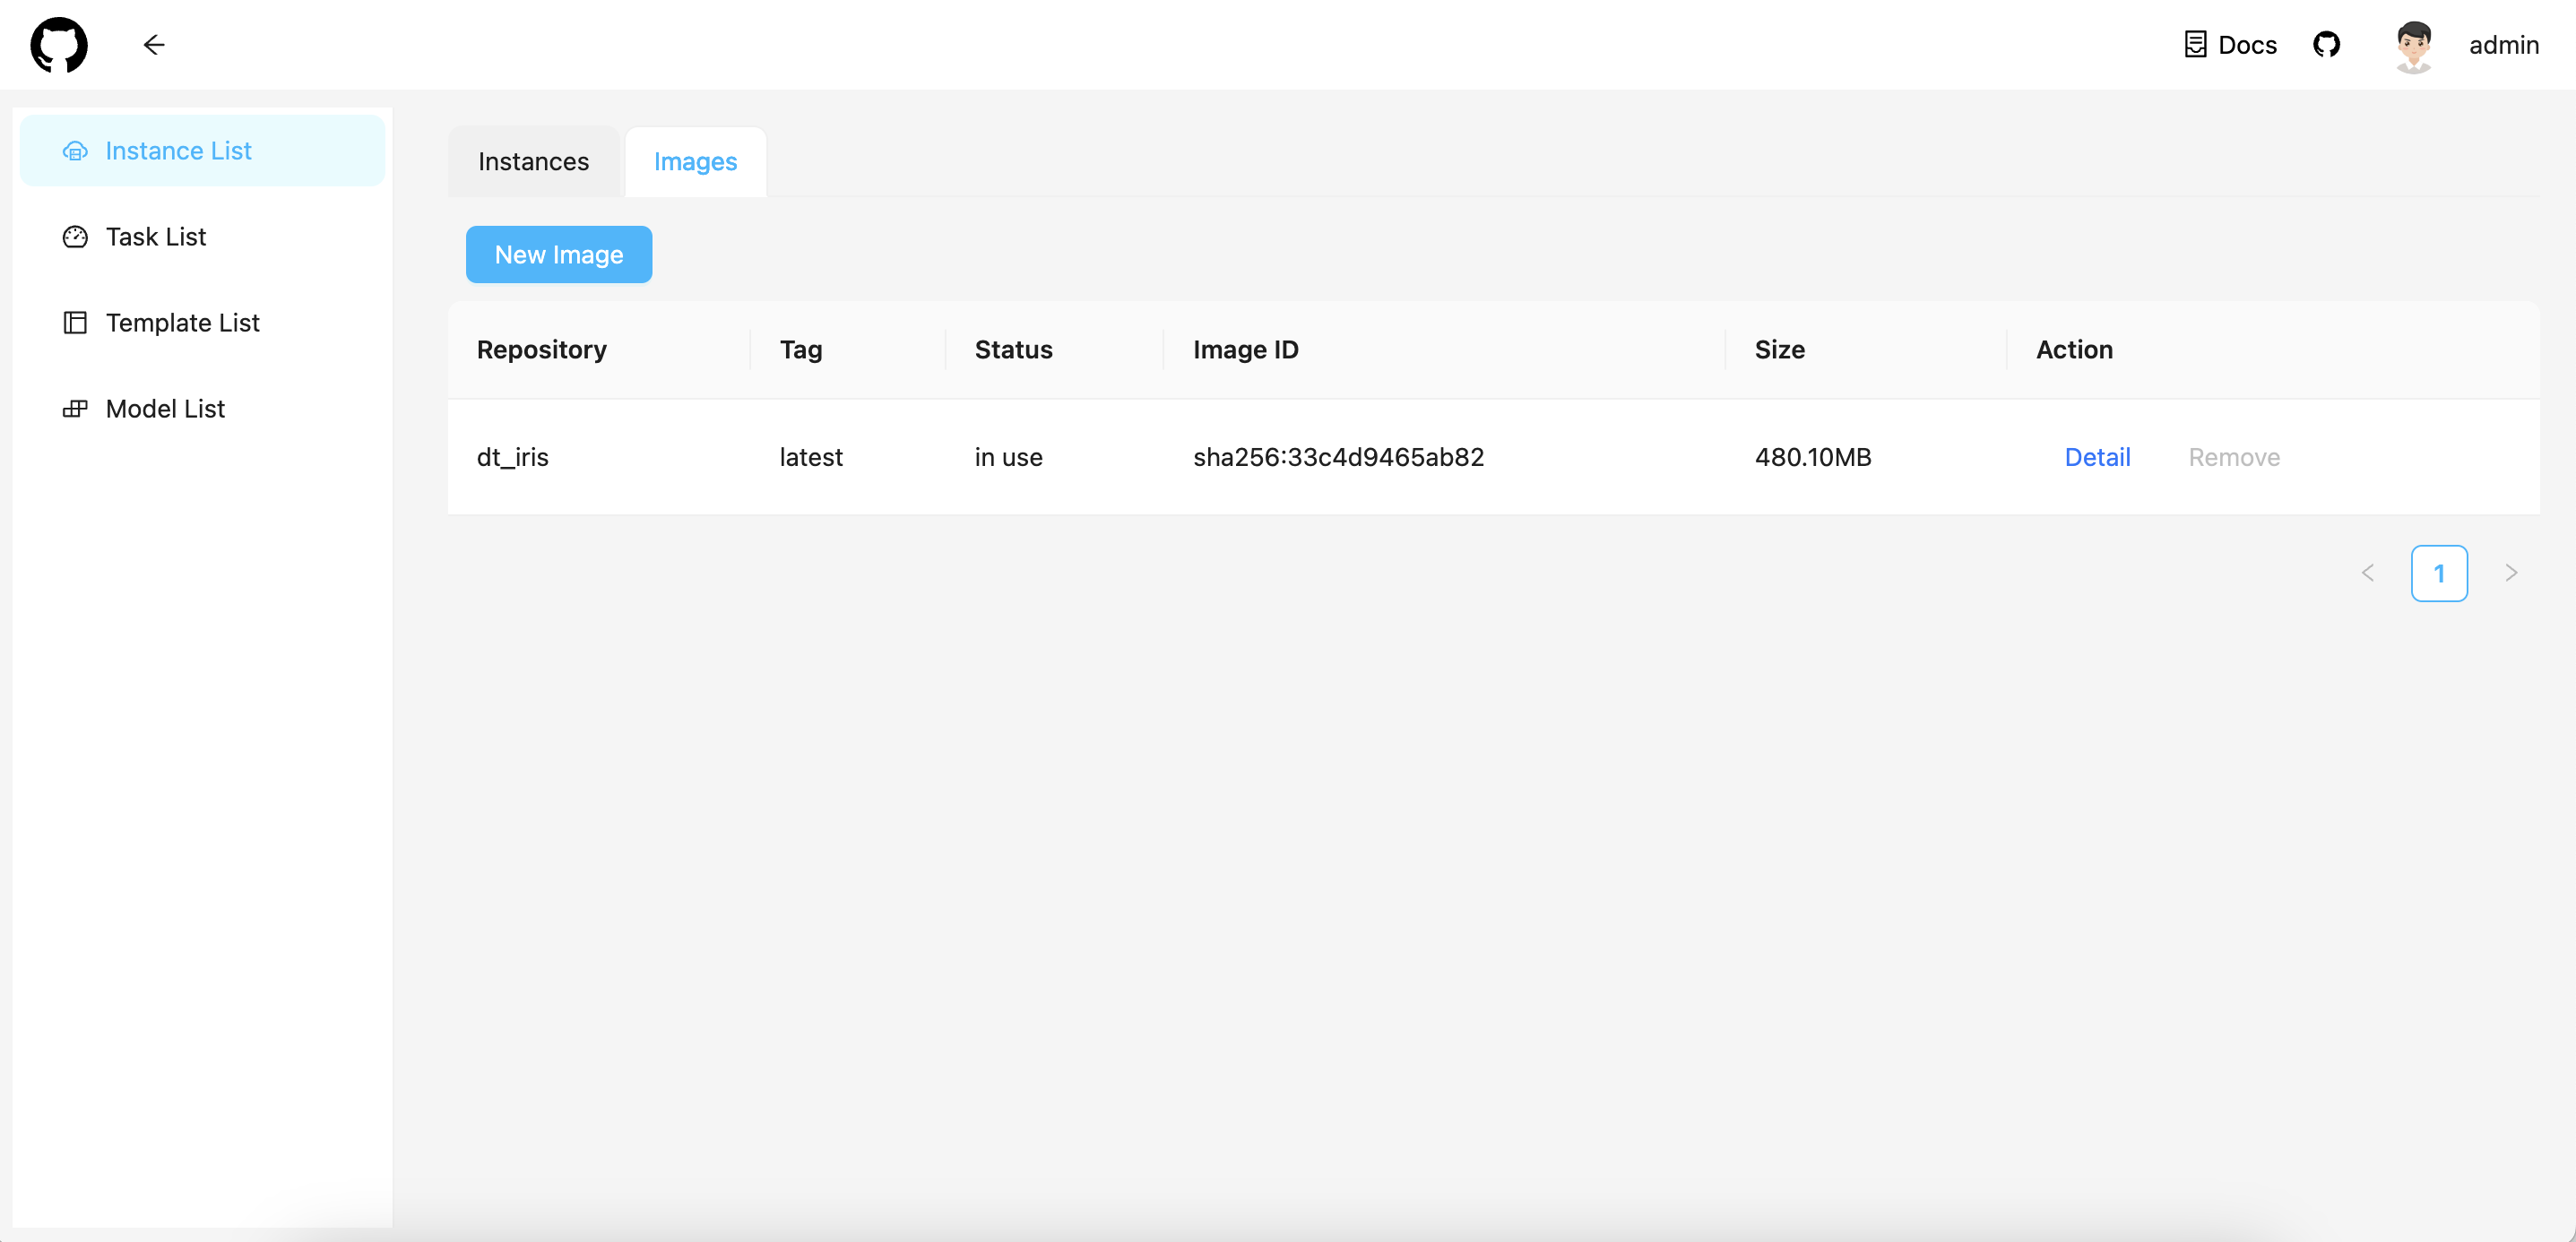 Docs admin
Instance List
Task List
Template List
Model List
Instances Images
New Image
Repository Tag Status Image ID Size Action
dt_iris latest in use sha256:33c4d9465ab82 480.10MB Detail Remove
1